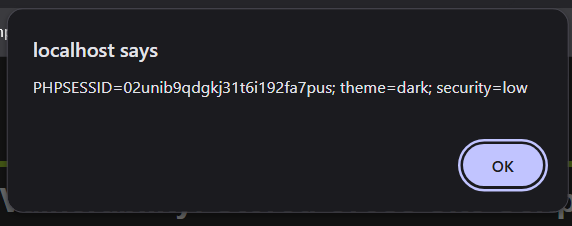 localhost says
PHPSESSID=02unib9qdgkj31t6i192fa7pus; theme=dark; security=low
OK